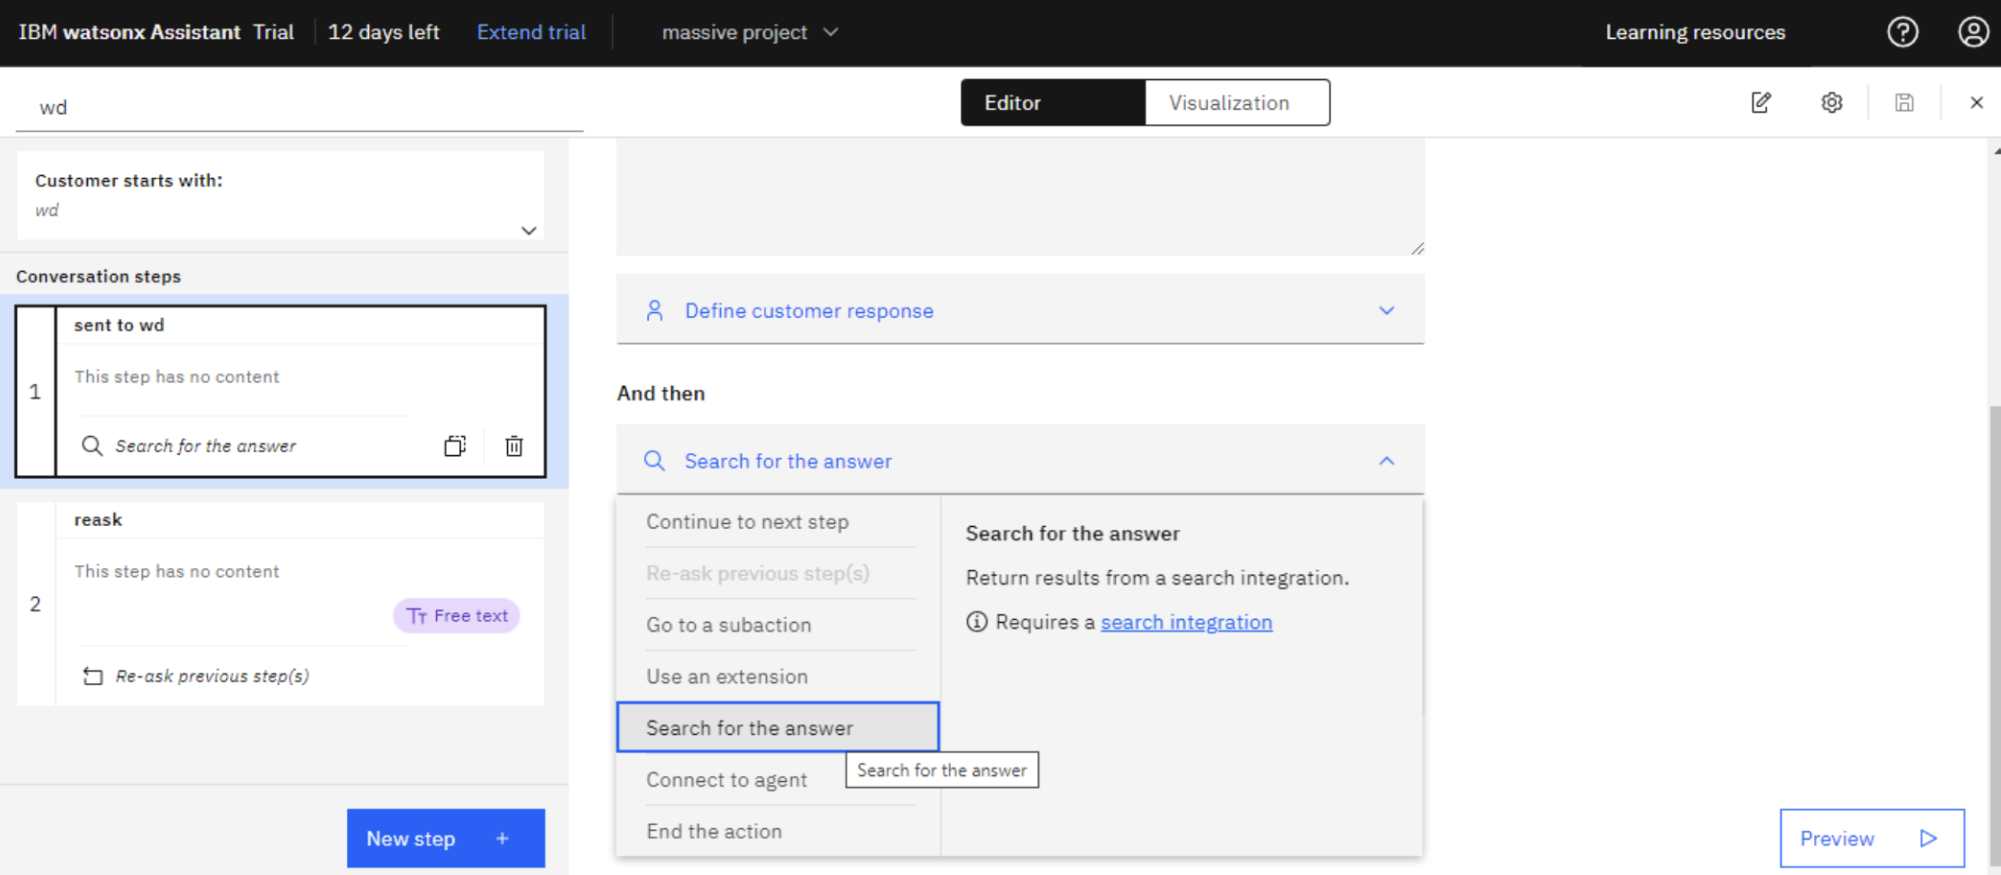 IBM watsonx Assistant Trial 12 days left Extend trial massive project Learning resources
wd
Editor Visualization
Customer starts with:
wd
Conversation steps
1
sent to wd
This step has no content
Search for the answer
2
reask
This step has no content
Free text
Re-ask previous step(s)
New step +
Define customer response
And then
Search for the answer
Continue to next step
Re-ask previous step(s)
Go to a subaction
Use an extension
Search for the answer
Connect to agent
End the action
Search for the answer
Search for the answer
Return results from a search integration.
Requires a search integration
Preview